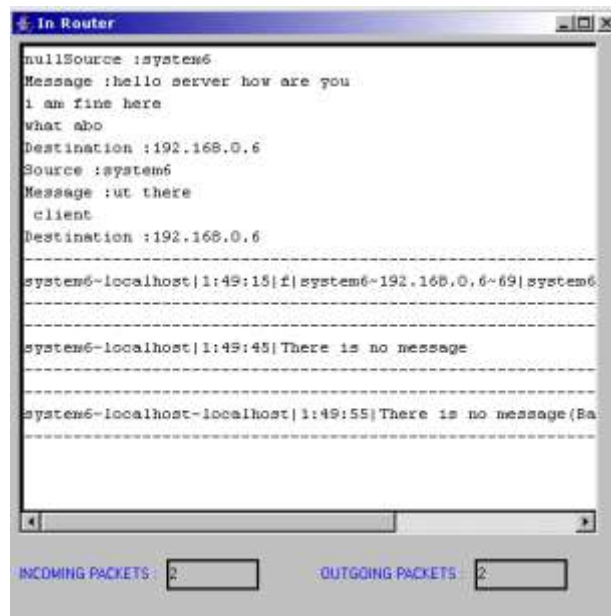 In Router
nullSource :system6
Message :hello server how are you
i am fine here
what abo
Destination :192.168.0.6
Source :system6
Message :ut there
client
Destination :192.168.0.6
--------------------------------------------------
system6~localhost|1:49:15|f|system6~192.168.0.6~69|system6
--------------------------------------------------
--------------------------------------------------
system6~localhost|1:49:45|There is no message
--------------------------------------------------
--------------------------------------------------
system6~localhost~localhost|1:49:55|There is no message(Ba
--------------------------------------------------
INCOMING PACKETS : 2 OUTGOING PACKETS : 2